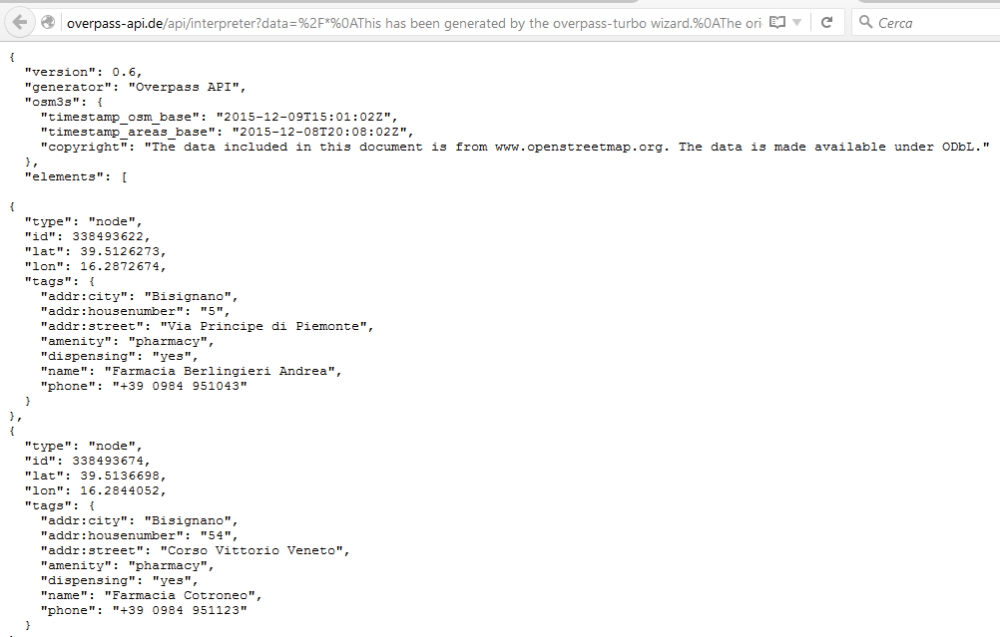 overpass-api.de/api/interpreter?data=%2F*%0AThis has been generated by the overpass-turbo wizard.%0AThe ori
Cerca
{
  "version": 0.6,
  "generator": "Overpass API",
  "osm3s": {
    "timestamp_osm_base": "2015-12-09T15:01:02Z",
    "timestamp_areas_base": "2015-12-08T20:08:02Z",
    "copyright": "The data included in this document is from www.openstreetmap.org. The data is made available under ODbL."
  },
  "elements": [
{
  "type": "node",
  "id": 338493622,
  "lat": 39.5126273,
  "lon": 16.2872674,
  "tags": {
    "addr:city": "Bisignano",
    "addr:housenumber": "5",
    "addr:street": "Via Principe di Piemonte",
    "amenity": "pharmacy",
    "dispensing": "yes",
    "name": "Farmacia Berlingieri Andrea",
    "phone": "+39 0984 951043"
  }
},
{
  "type": "node",
  "id": 338493674,
  "lat": 39.5136698,
  "lon": 16.2844052,
  "tags": {
    "addr:city": "Bisignano",
    "addr:housenumber": "54",
    "addr:street": "Corso Vittorio Veneto",
    "amenity": "pharmacy",
    "dispensing": "yes",
    "name": "Farmacia Cotroneo",
    "phone": "+39 0984 951123"
  }